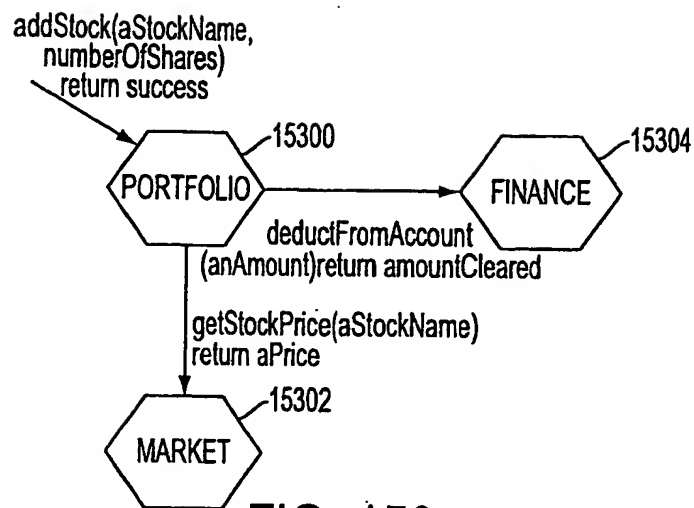 addStock(aStockName,
numberOfShares)
return success
15300
PORTFOLIO
15304
FINANCE
deductFromAccount
(anAmount)return amountCleared
getStockPrice(aStockName)
return aPrice
15302
MARKET